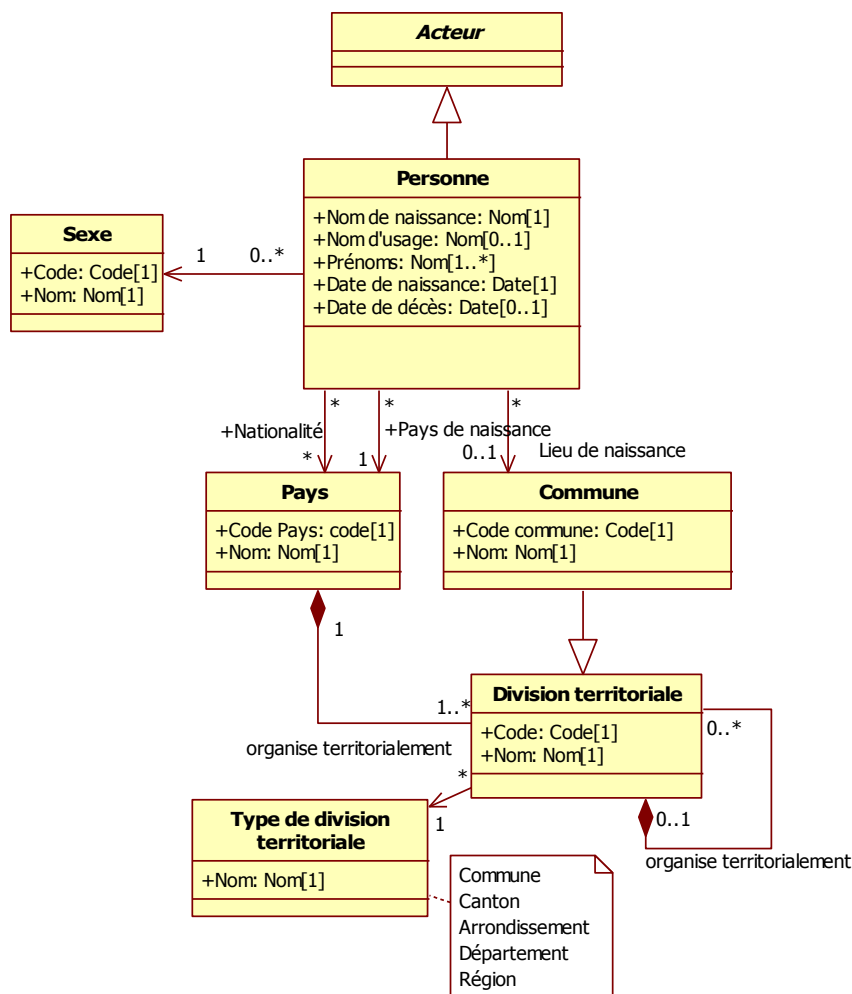 Acteur
Personne
+Nom de naissance: Nom[1]
+Nom d'usage: Nom[0..1]
+Prénoms: Nom[1..*]
+Date de naissance: Date[1]
+Date de décès: Date[0..1]
Sexe
+Code: Code[1]
+Nom: Nom[1]
1
0..*
*
*
*
+Nationalité
+Pays de naissance
*
1
0..1
Lieu de naissance
Pays
+Code Pays: code[1]
+Nom: Nom[1]
Commune
+Code commune: Code[1]
+Nom: Nom[1]
1
Division territoriale
+Code: Code[1]
+Nom: Nom[1]
1..*
0..*
organise territorialement
*
1
0..1
organise territorialement
Type de division
territoriale
+Nom: Nom[1]
Commune
Canton
Arrondissement
Département
Région